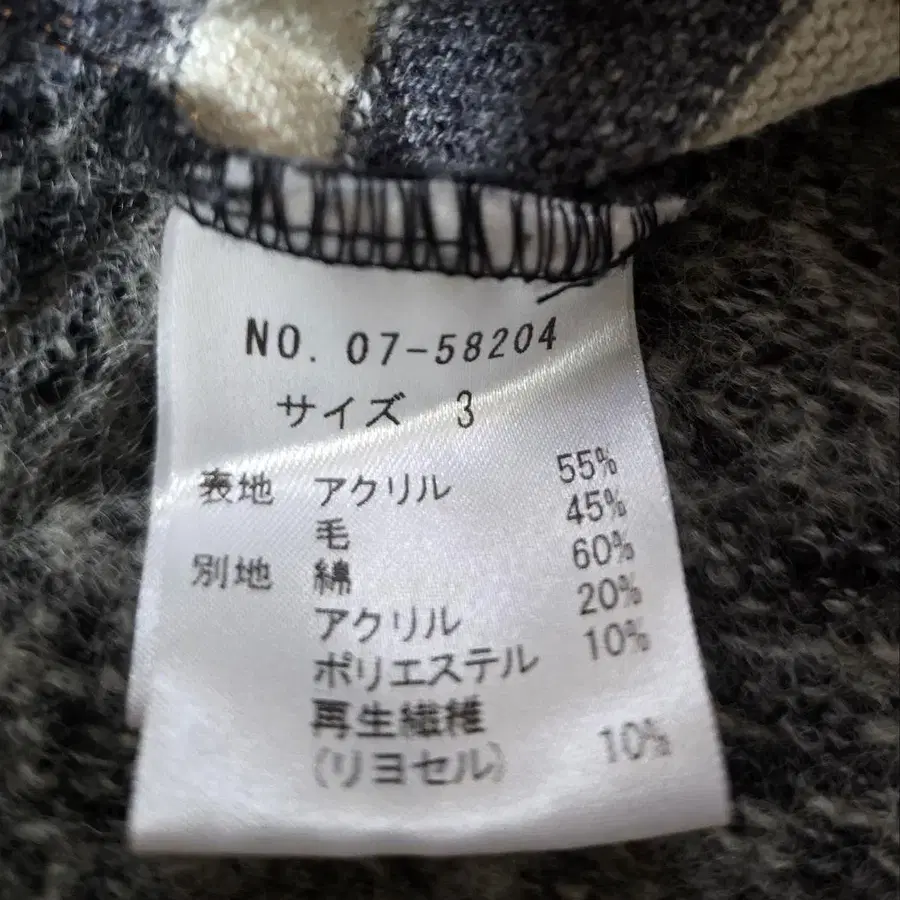 NO. 07-58204
サイズ 3
表地 アクリル 55%
毛 45%
別地 綿 60%
アクリル 20%
ポリエステル 10%
再生繊維
(リヨセル) 10%